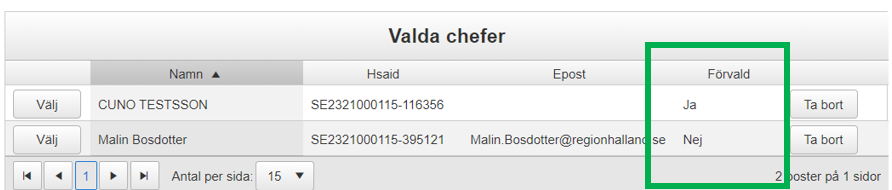 Valda chefer
Namn ▲ Hsaid Epost Förvald
Välj CUNO TESTSSON SE2321000115-116356 Ja Ta bort
Välj Malin Bosdotter SE2321000115-395121 Malin.Bosdotter@regionhalland.se Nej Ta bort
1 Antal per sida: 15 2 poster på 1 sidor